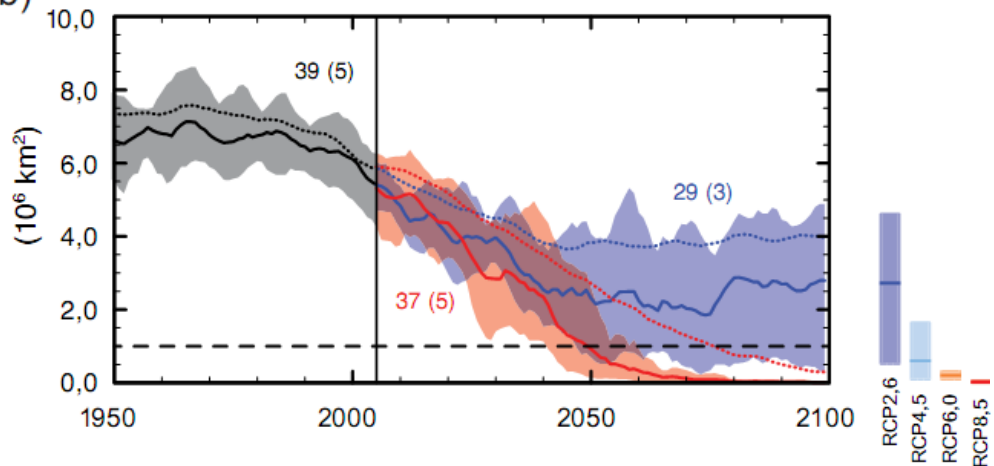 b)
10,0
8,0
6,0
4,0
2,0
0,0
(10⁶ km²)
39 (5)
29 (3)
37 (5)
1950
2000
2050
2100
RCP2,6
RCP4,5
RCP6,0
RCP8,5